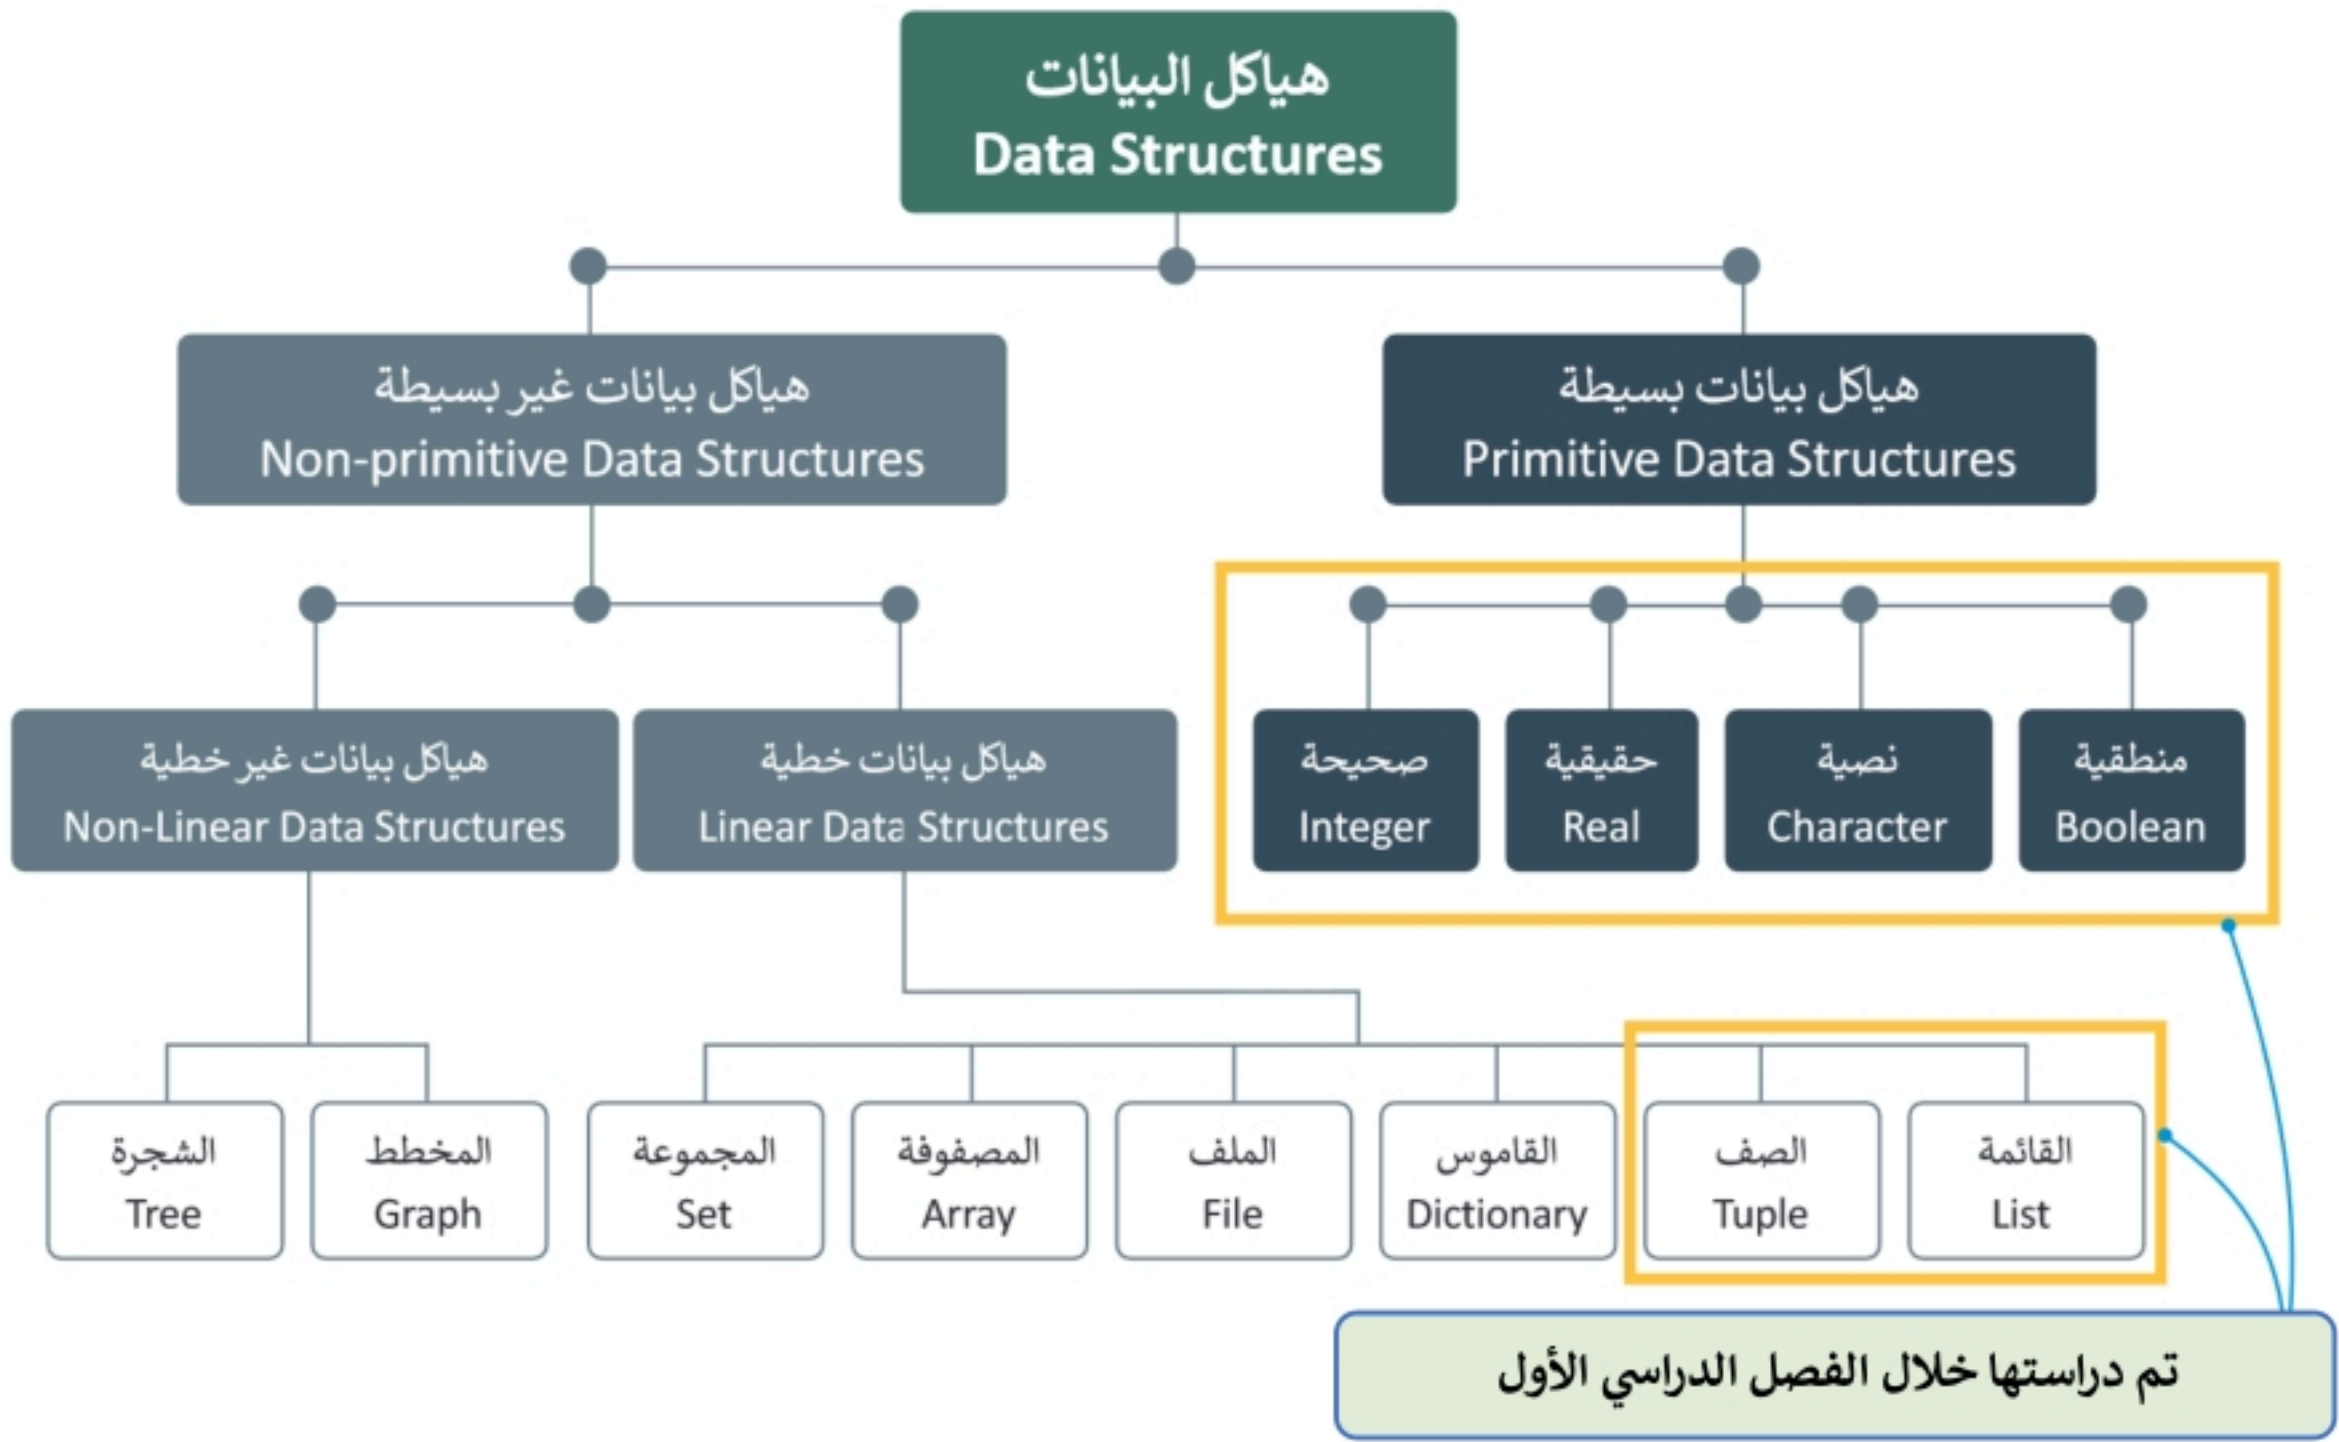 هياكل البيانات
Data Structures
هياكل بيانات بسيطة
Primitive Data Structures
هياكل بيانات غير بسيطة
Non-primitive Data Structures
منطقية
Boolean
نصية
Character
حقيقية
Real
صحيحة
Integer
هياكل بيانات خطية
Linear Data Structures
هياكل بيانات غير خطية
Non-Linear Data Structures
القائمة
List
الصف
Tuple
القاموس
Dictionary
الملف
File
المصفوفة
Array
المجموعة
Set
المخطط
Graph
الشجرة
Tree
تم دراستها خلال الفصل الدراسي الأول